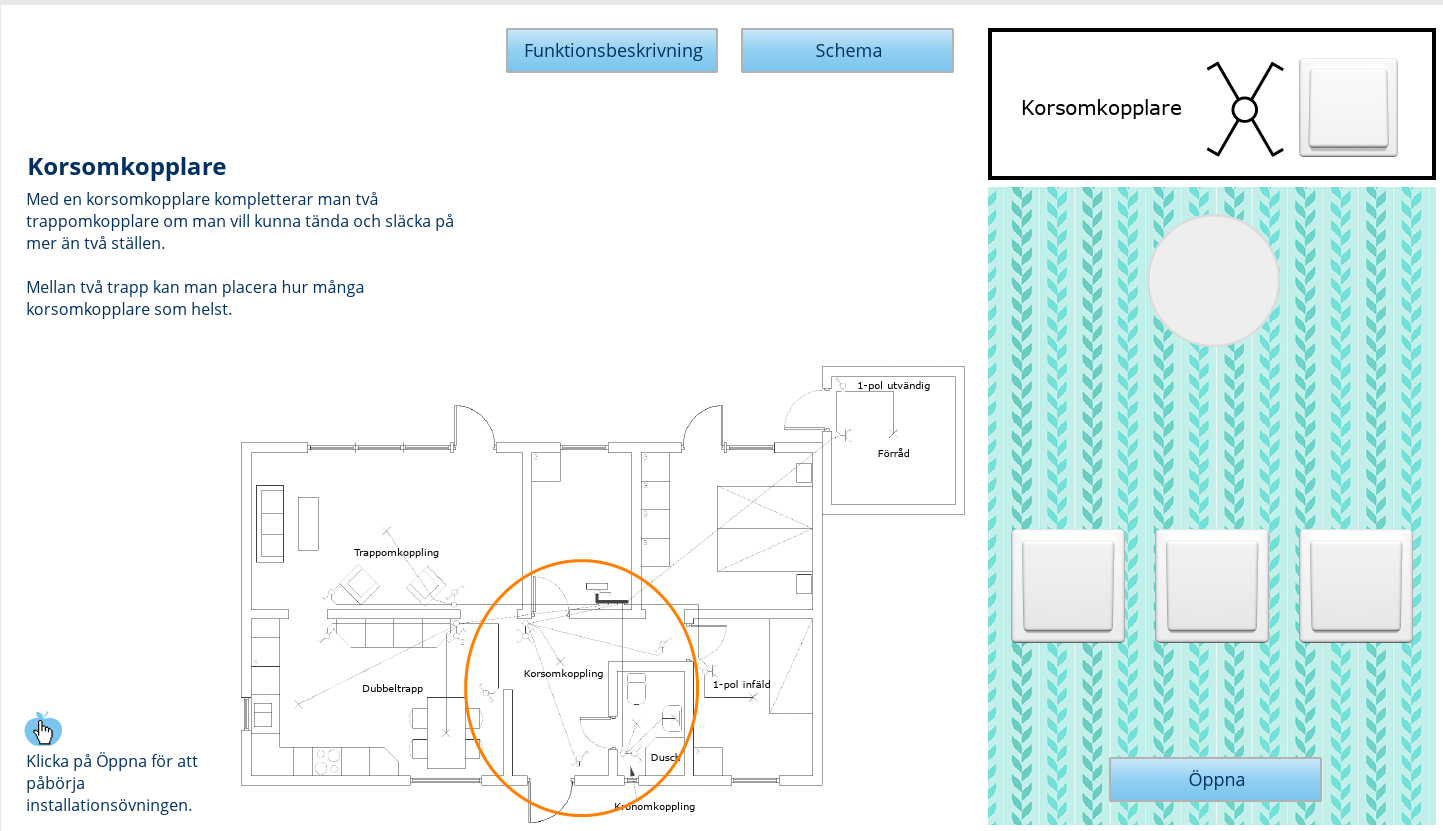 Funktionsbeskrivning
Schema
Korsomkopplare
Korsomkopplare
Med en korsomkopplare kompletterar man två
trappomkopplare om man vill kunna tända och släcka på
mer än två ställen.
Mellan två trapp kan man placera hur många
korsomkopplare som helst.
1-pol utvändig
Förråd
Trappomkoppling
Korsomkoppling
Dubbeltrapp
1-pol infäld
Dusch
Kronomkoppling
Klicka på Öppna för att
påbörja
installationsövningen.
Öppna